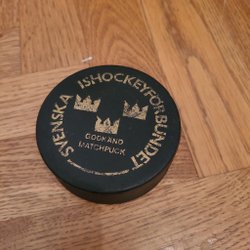 SVENSKA ISHOCKEYFÖRBUNDET
GODKÄND
MATCHPUCK